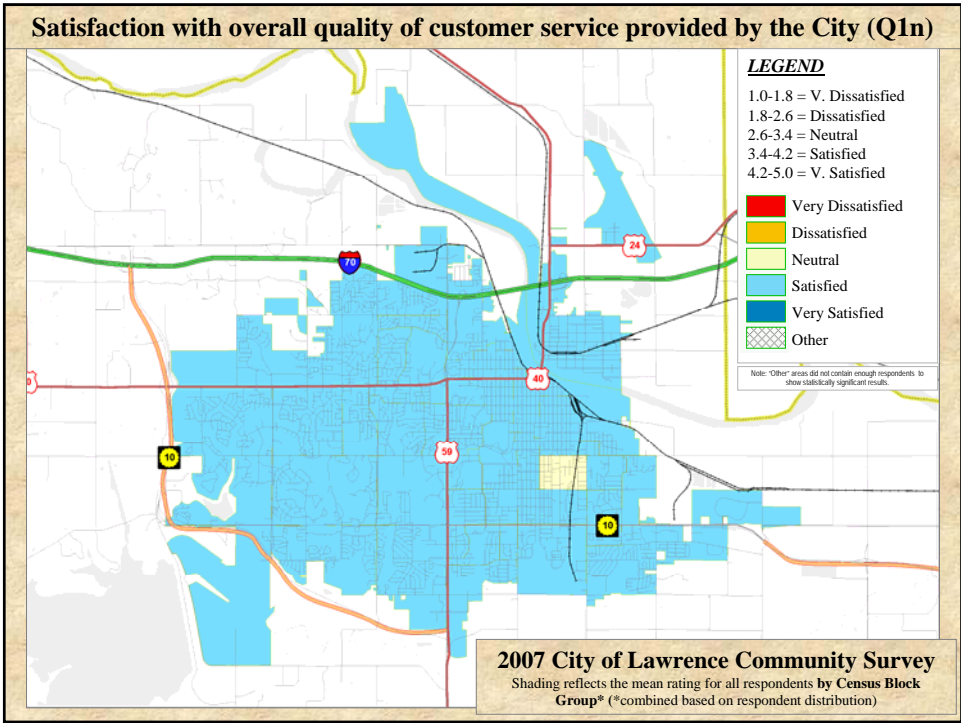 Satisfaction with overall quality of customer service provided by the City (Q1n)
LEGEND
1.0-1.8 = V. Dissatisfied
1.8-2.6 = Dissatisfied
2.6-3.4 = Neutral
3.4-4.2 = Satisfied
4.2-5.0 = V. Satisfied
Very Dissatisfied
Dissatisfied
Neutral
Satisfied
Very Satisfied
Other
Note: "Other" areas did not contain enough respondents to
show statistically significant results.
24
70
40
0
59
10
10
2007 City of Lawrence Community Survey
Shading reflects the mean rating for all respondents by Census Block
Group* (*combined based on respondent distribution)